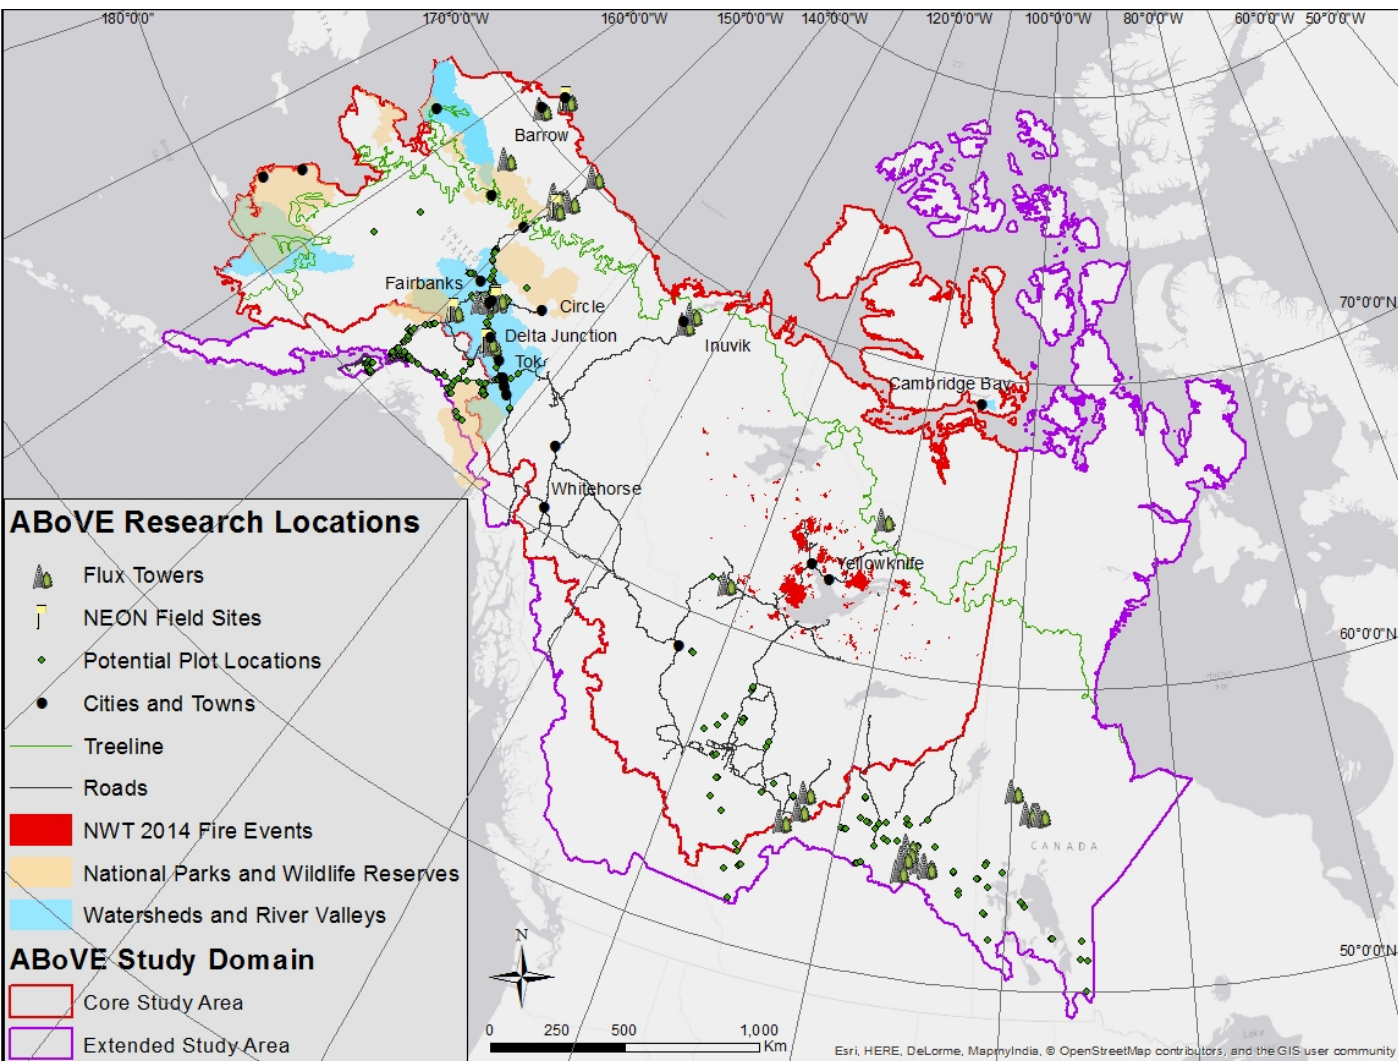 180°0'0" 170°0'0"W 160°0'0"W 150°0'0"W 140°0'0"W 120°0'0"W 100°0'0"W 80°0'0"W 60°0'0"W 50°0'0"W
Barrow
Fairbanks
Circle
70°0'0"N
Delta Junction
Inuvik
Tok
Cambridge Bay
Whitehorse
Yellowknife
60°0'0"N
CANADA
50°0'0"N
ABoVE Research Locations
Flux Towers
NEON Field Sites
Potential Plot Locations
Cities and Towns
Treeline
Roads
NWT 2014 Fire Events
National Parks and Wildlife Reserves
Watersheds and River Valleys
ABoVE Study Domain
Core Study Area
Extended Study Area
N
0 250 500 1,000
Km
Esri, HERE, DeLorme, MapmyIndia, © OpenStreetMap contributors, and the GIS user community